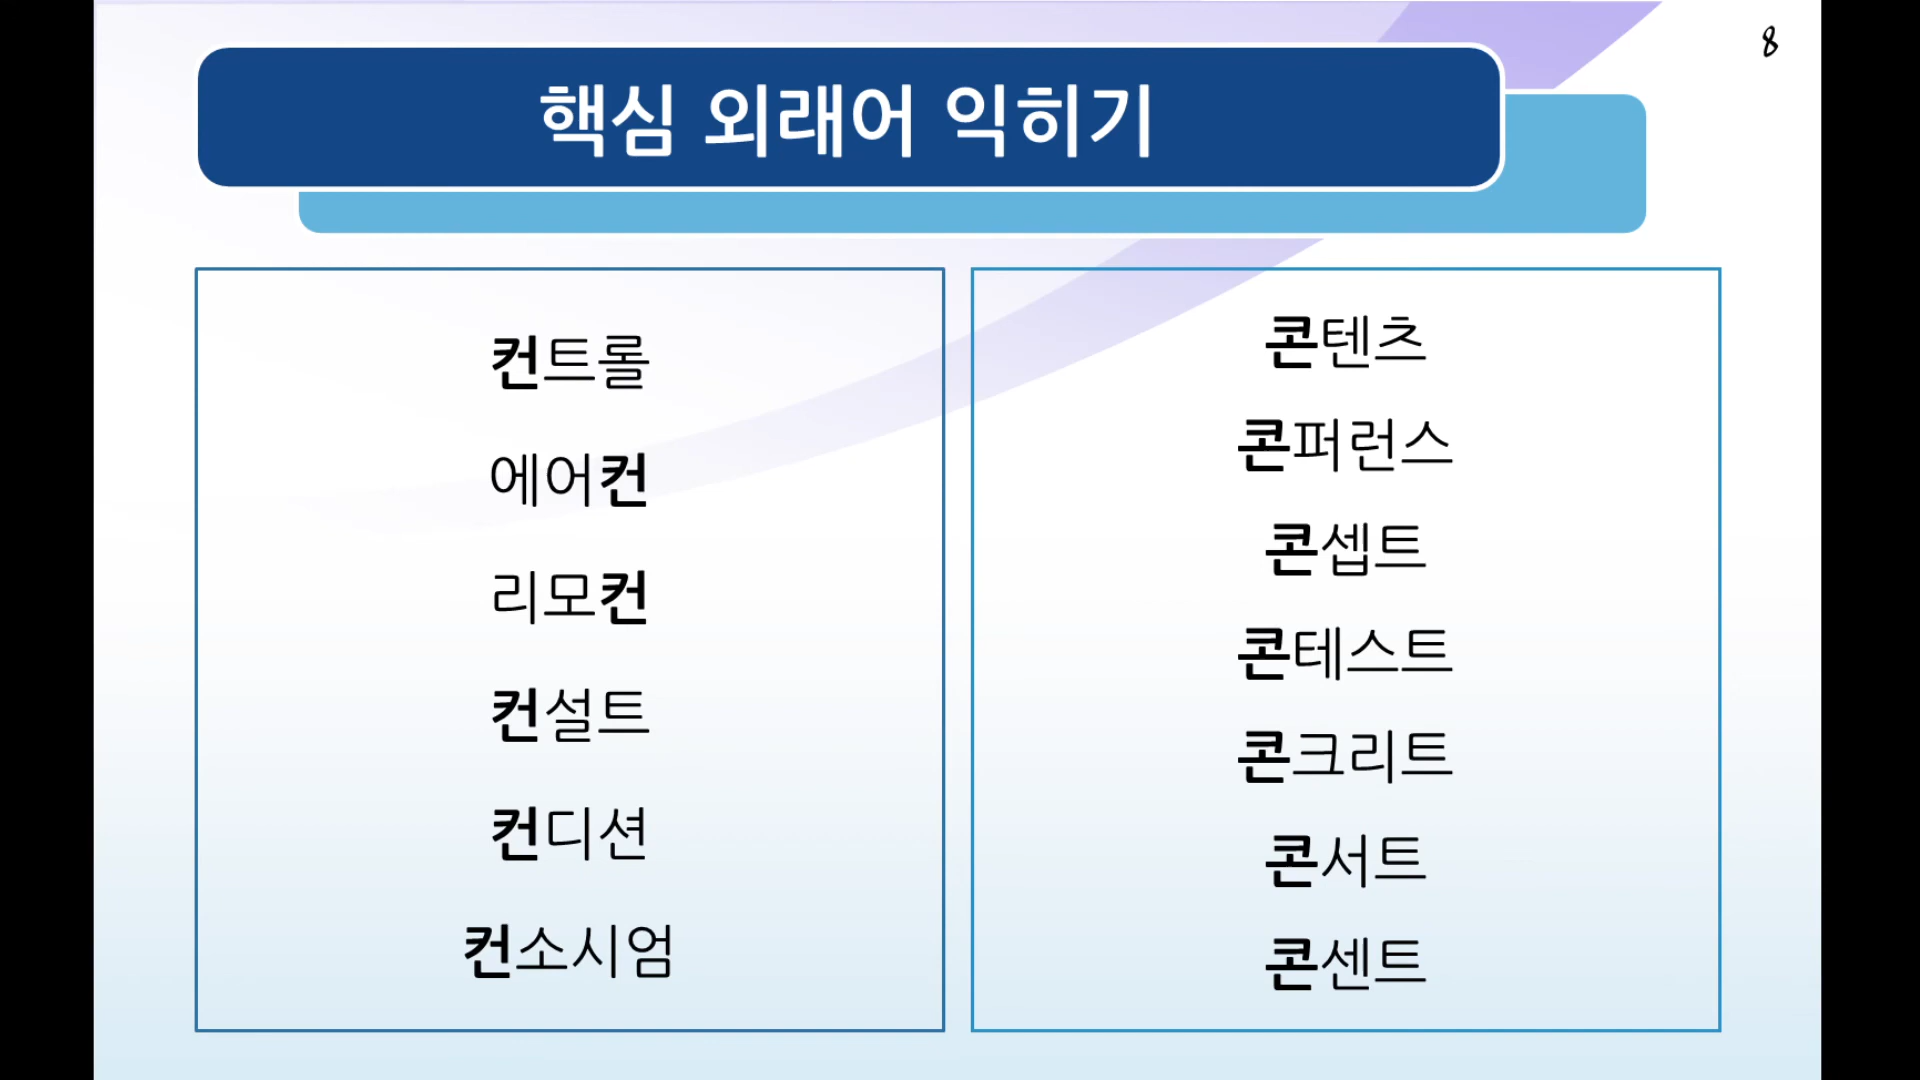 8
핵심 외래어 익히기
컨트롤
에어컨
리모컨
컨설트
컨디션
컨소시엄
콘텐츠
콘퍼런스
콘셉트
콘테스트
콘크리트
콘서트
콘센트